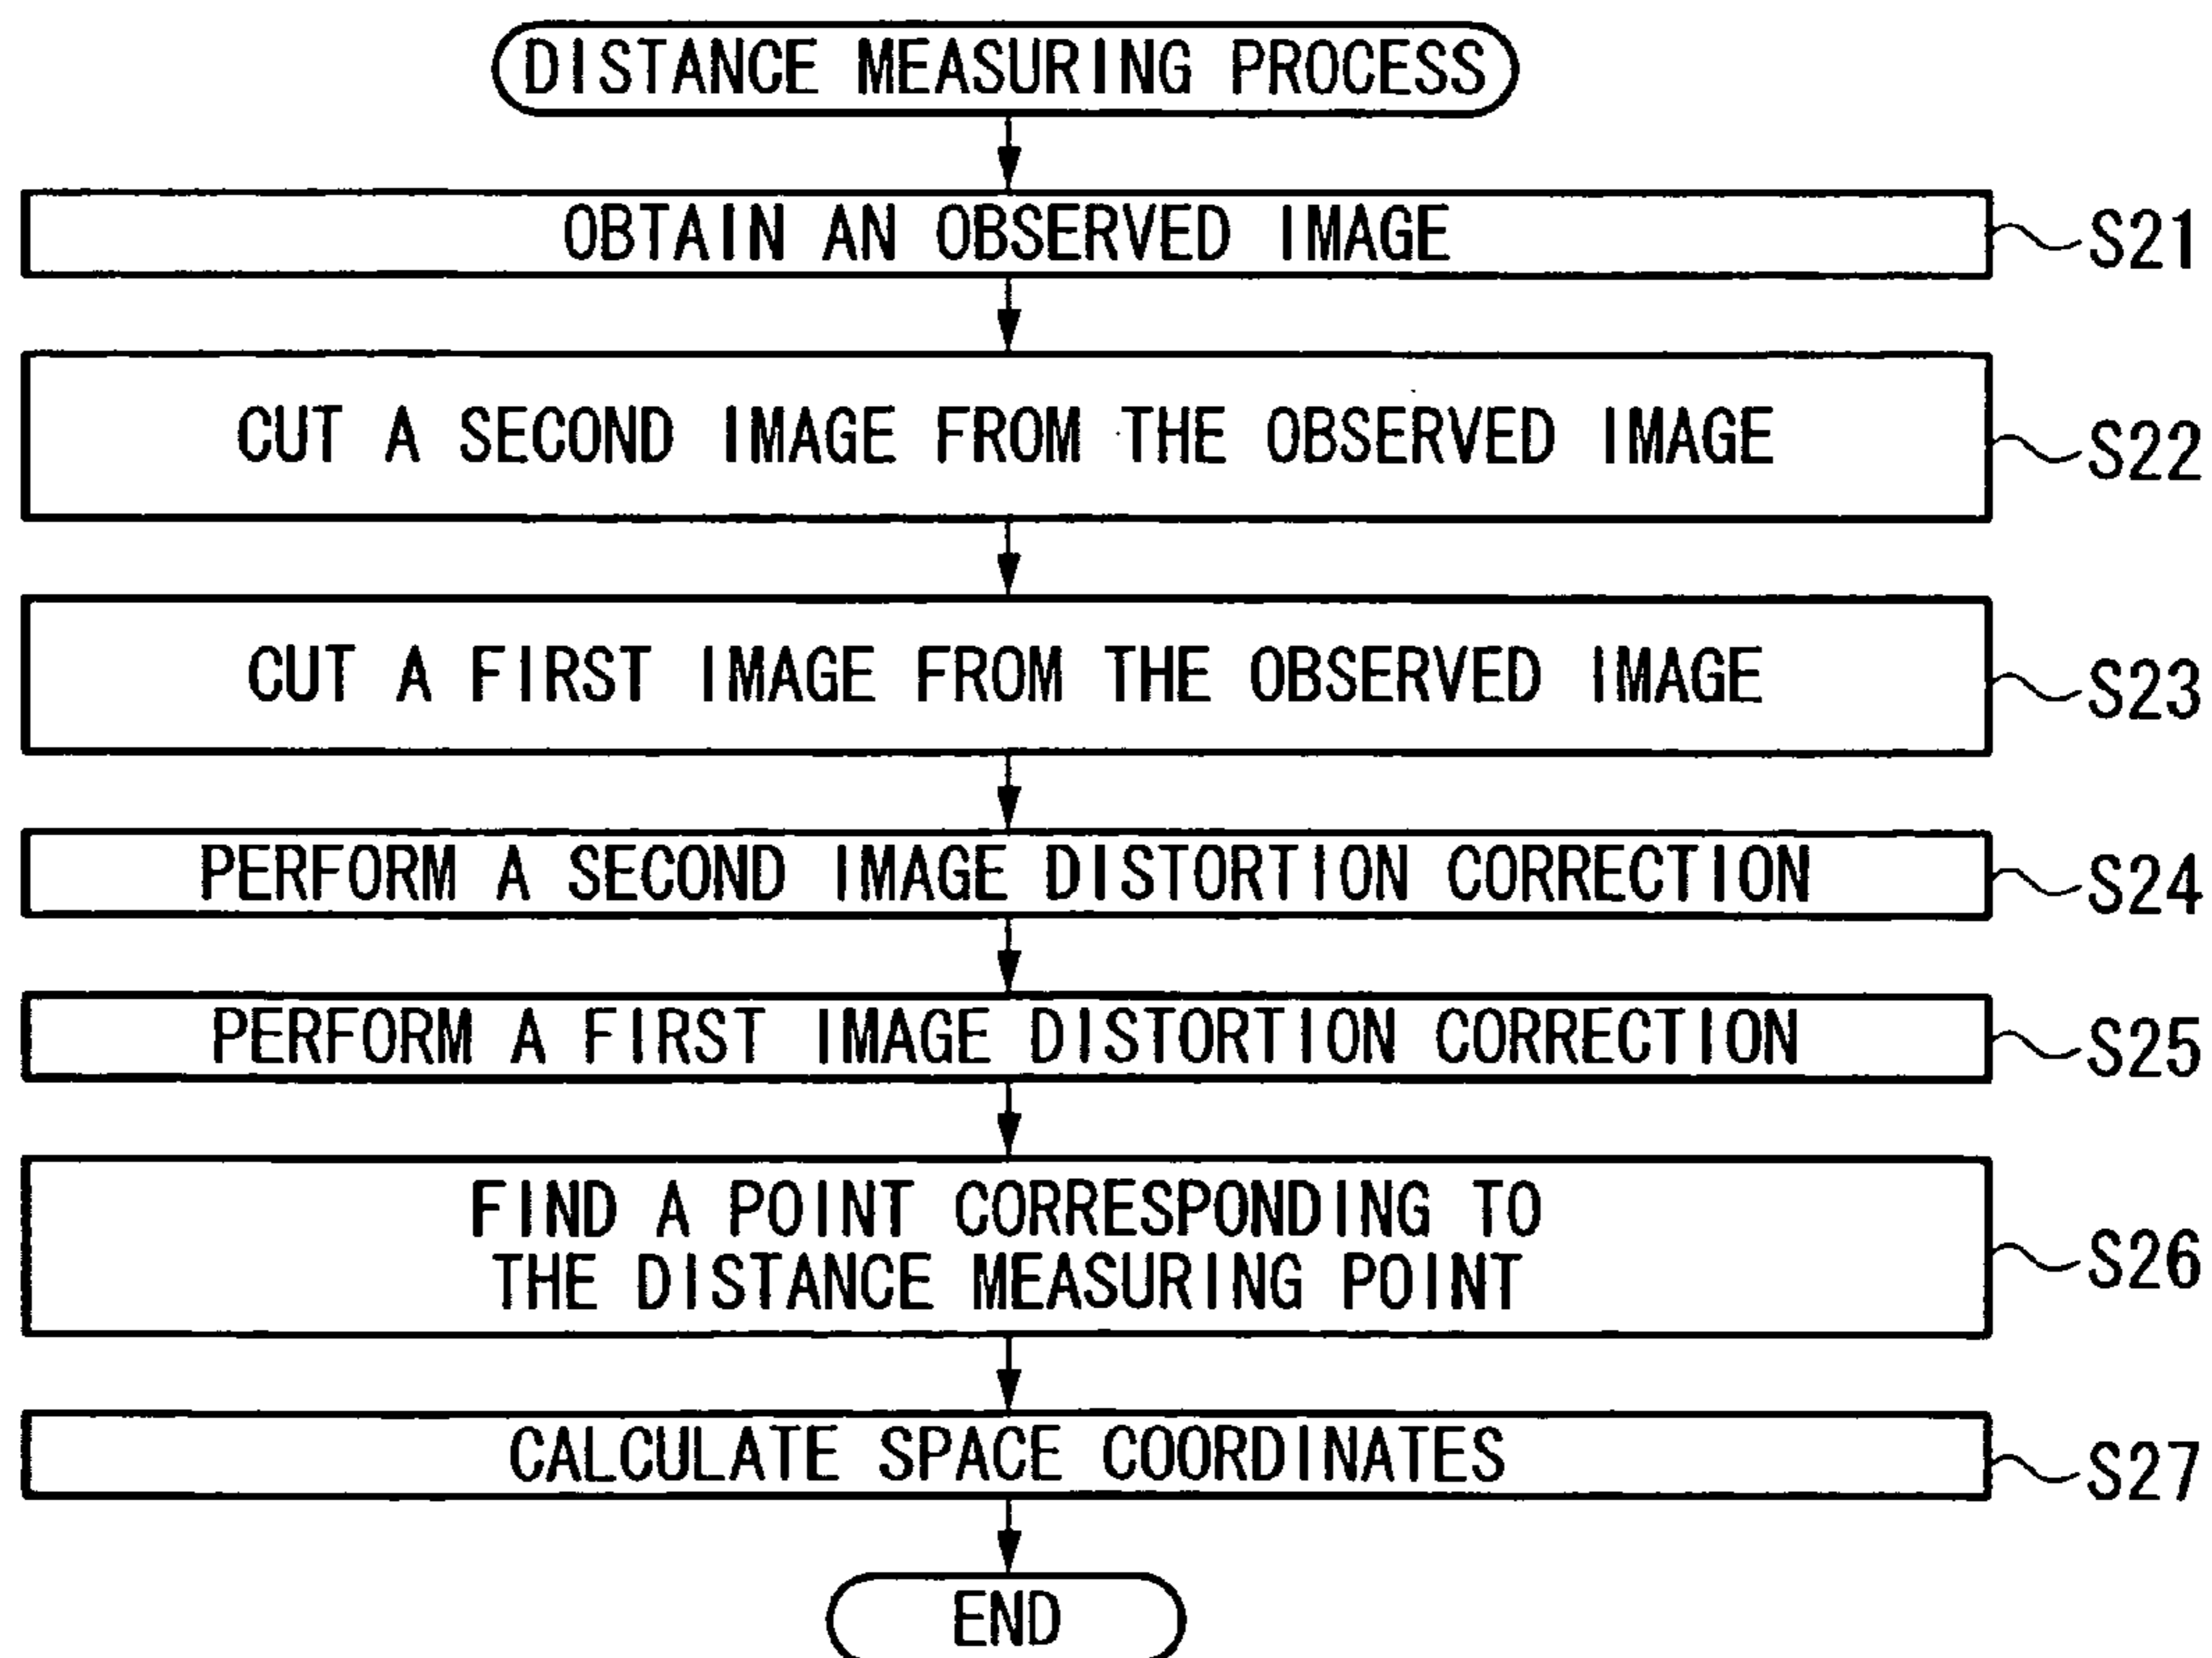 DISTANCE MEASURING PROCESS
OBTAIN AN OBSERVED IMAGE
S21
CUT A SECOND IMAGE FROM THE OBSERVED IMAGE
S22
CUT A FIRST IMAGE FROM THE OBSERVED IMAGE
S23
PERFORM A SECOND IMAGE DISTORTION CORRECTION
S24
PERFORM A FIRST IMAGE DISTORTION CORRECTION
S25
FIND A POINT CORRESPONDING TO
THE DISTANCE MEASURING POINT
S26
CALCULATE SPACE COORDINATES
S27
END